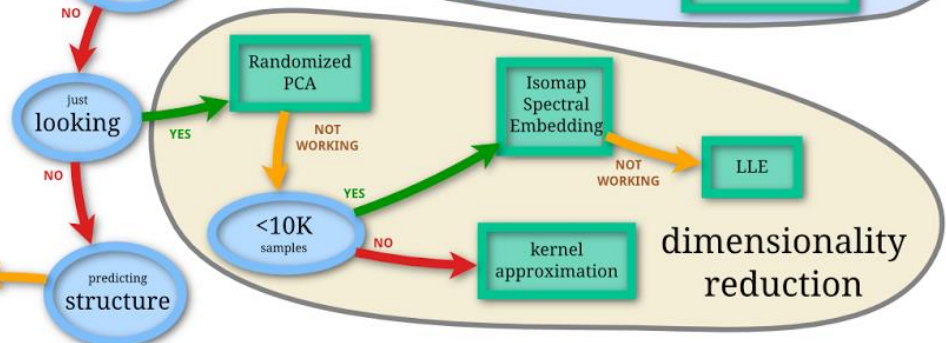 NO
just
looking
YES
NO
predicting
structure
Randomized
PCA
NOT
WORKING
<10K
samples
YES
NO
Isomap
Spectral
Embedding
NOT
WORKING
LLE
kernel
approximation
dimensionality
reduction